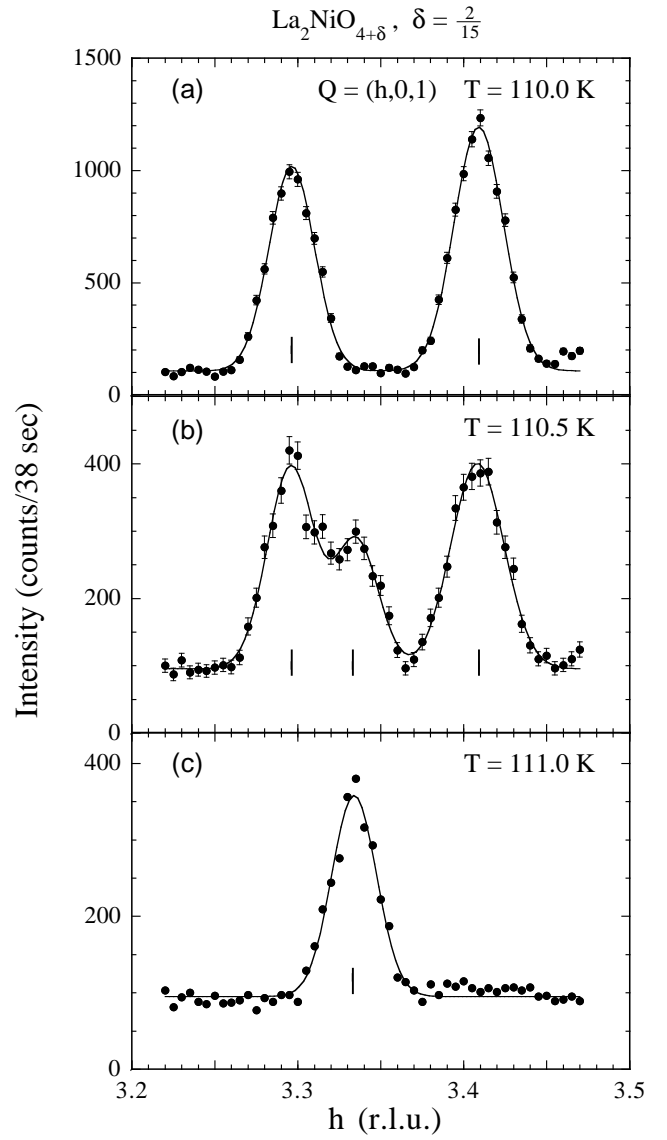 La₂NiO₄₊δ, δ = 2/15
1500
(a)
Q = (h,0,1)
T = 110.0 K
1000
500
0
(b)
T = 110.5 K
400
200
0
(c)
T = 111.0 K
400
200
0
Intensity (counts/38 sec)
3.2
3.3
3.4
3.5
h (r.l.u.)